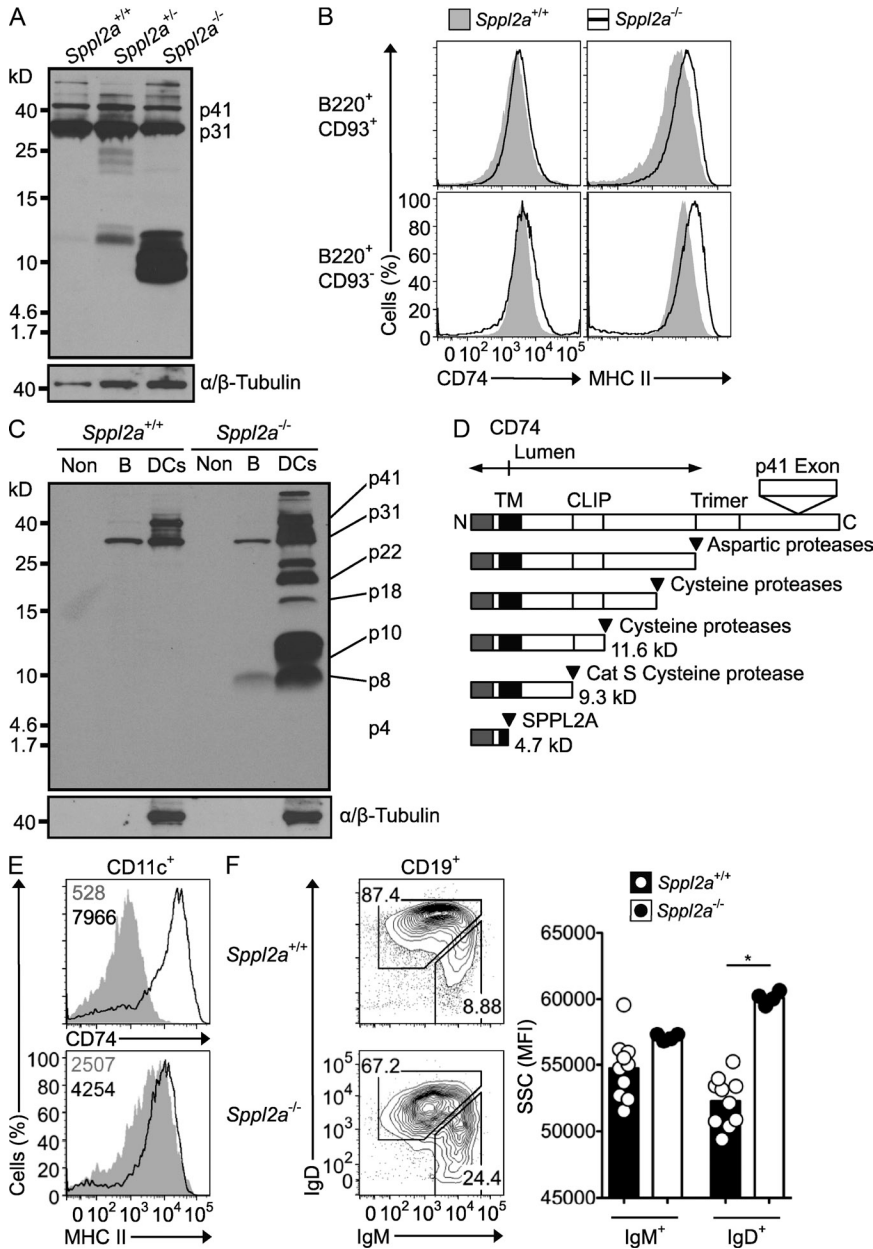 A
Sppl2a+/+
Sppl2a+/-
Sppl2a-/-
kD
40
25
15
10
4.6
1.7
p41
p31
40
α/β-Tubulin
B
Sppl2a+/+
Sppl2a-/-
B220+
CD93+
B220+
CD93-
Cells (%)
100
80
60
40
20
0
0 10² 10³ 10⁴ 10⁵
0 10² 10³ 10⁴ 10⁵
CD74
MHC II
C
Sppl2a+/+
Sppl2a-/-
Non B DCs Non B DCs
kD
40
25
15
10
4.6
1.7
p41
p31
p22
p18
p10
p8
p4
40
α/β-Tubulin
D
CD74
Lumen
p41 Exon
TM
CLIP
Trimer
N
C
Aspartic proteases
Cysteine proteases
Cysteine proteases
11.6 kD
Cat S Cysteine protease
9.3 kD
SPPL2A
4.7 kD
E
CD11c+
528
7966
CD74
Cells (%)
100
80
60
40
20
0
2507
4254
0 10² 10³ 10⁴ 10⁵
MHC II
F
CD19+
Sppl2a+/+
87.4
8.88
Sppl2a-/-
67.2
24.4
10⁵
10⁴
10³
10²
0
IgD
0 10² 10³ 10⁴ 10⁵
IgM
Sppl2a+/+
Sppl2a-/-
65000
60000
55000
50000
45000
SSC (MFI)
*
IgM+
IgD+